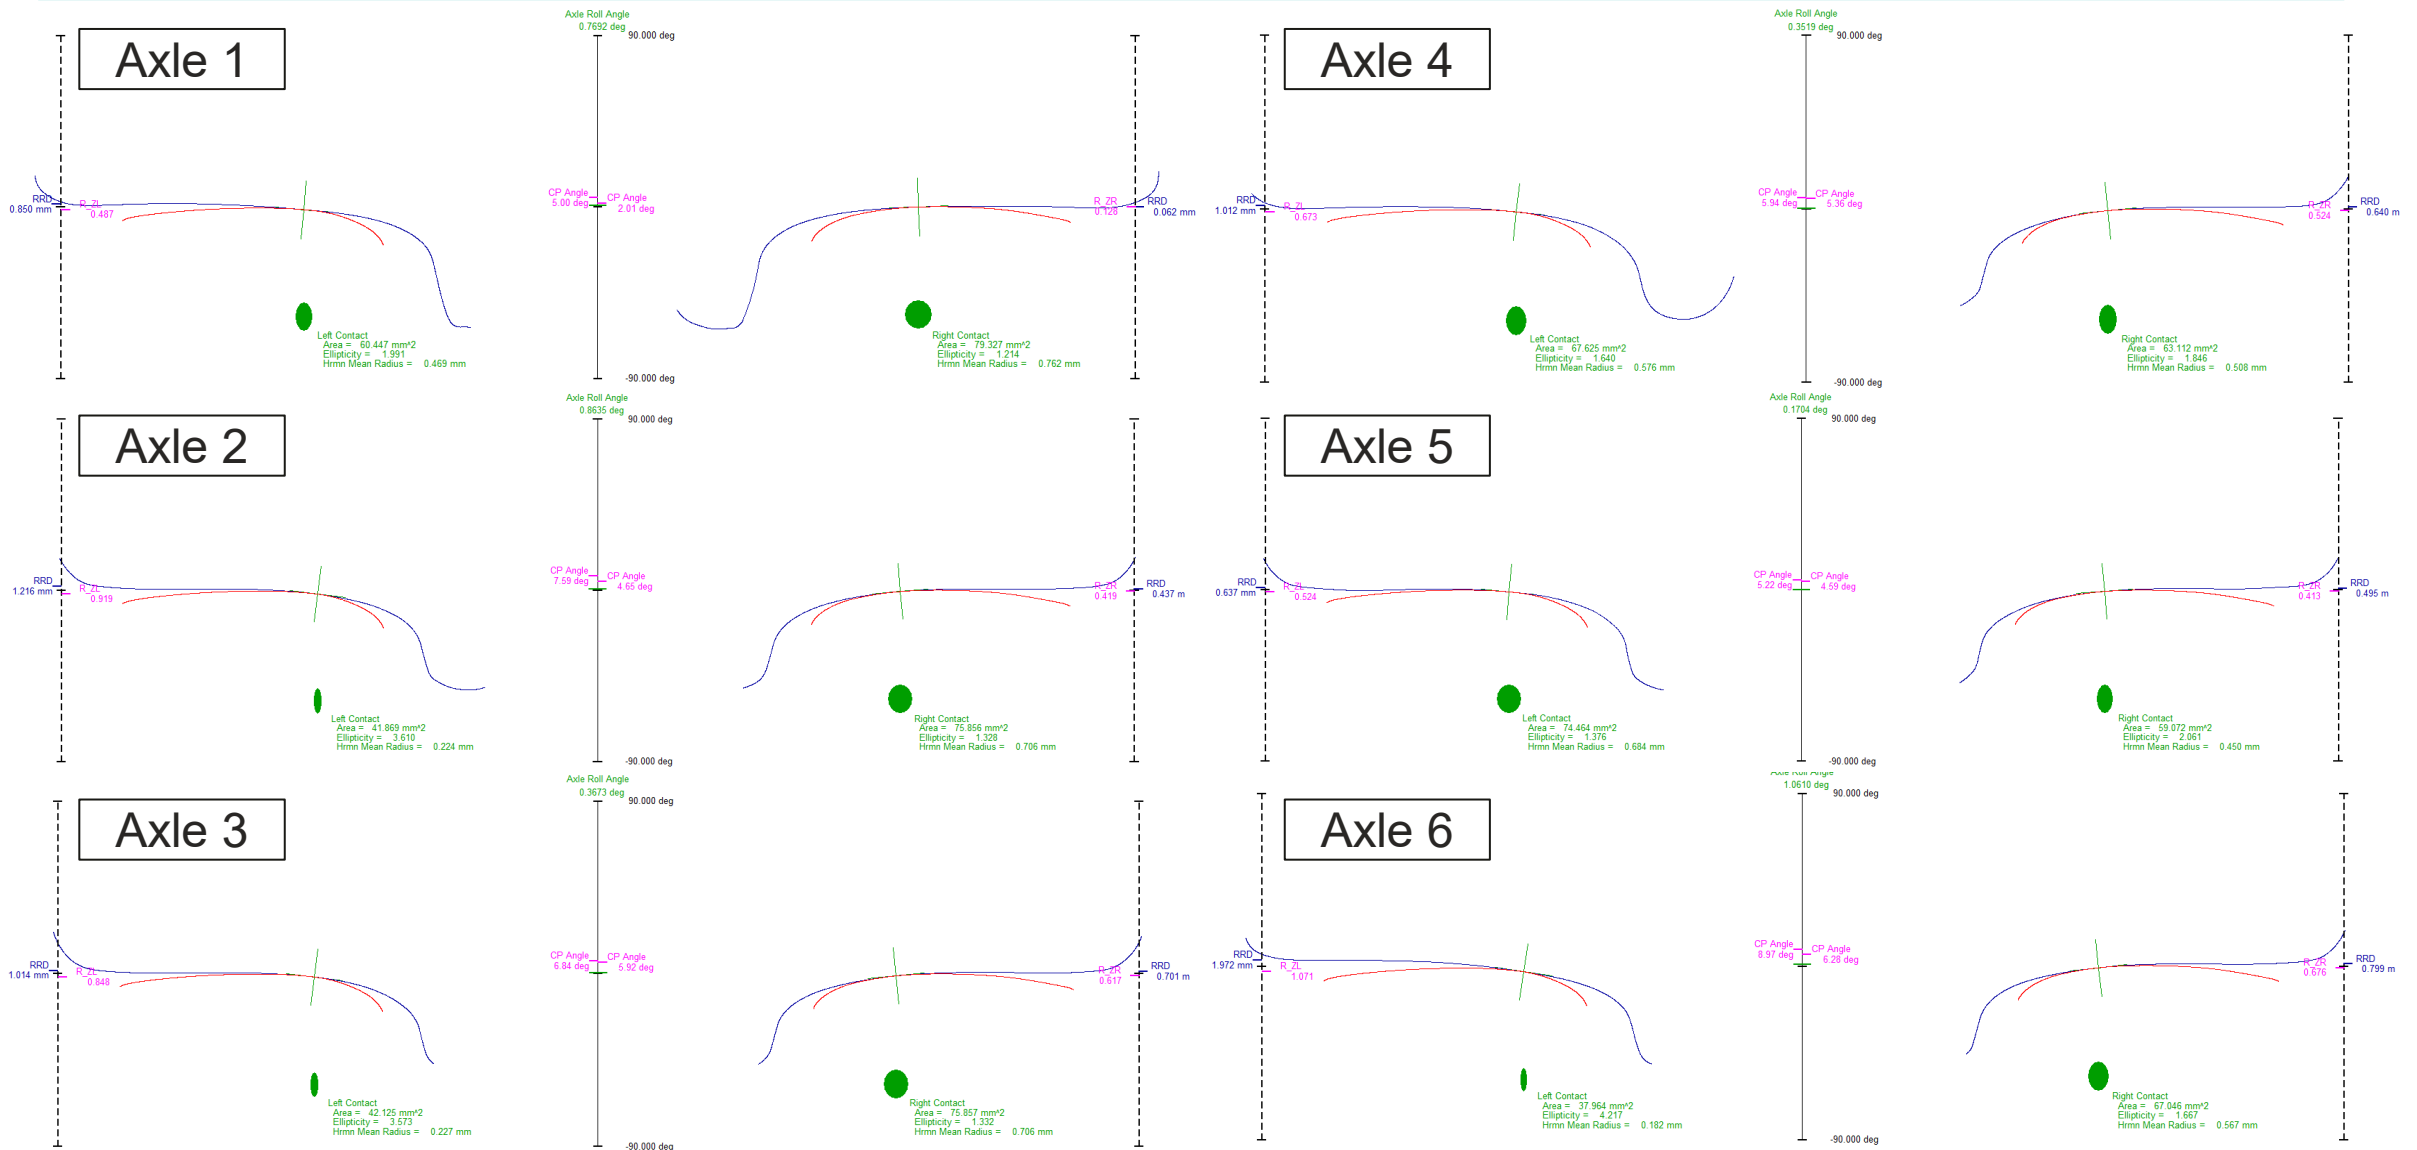 Axle 1
Axle Roll Angle
0.7692 deg
90.000 deg
RRD
0.850 mm
R_ZL
0.487
CP Angle
5.00 deg
CP Angle
2.01 deg
R_ZR
0.128
RRD
0.062 mm
Left Contact
Area = 60.447 mm^2
Ellipticity = 1.991
Hrmn Mean Radius = 0.469 mm
Right Contact
Area = 79.327 mm^2
Ellipticity = 1.214
Hrmn Mean Radius = 0.762 mm
-90.000 deg
Axle 4
Axle Roll Angle
0.3519 deg
90.000 deg
RRD
1.012 mm
R_ZL
0.673
CP Angle
5.94 deg
CP Angle
5.36 deg
R_ZR
0.524
RRD
0.640 m
Left Contact
Area = 67.625 mm^2
Ellipticity = 1.640
Hrmn Mean Radius = 0.576 mm
Right Contact
Area = 63.112 mm^2
Ellipticity = 1.846
Hrmn Mean Radius = 0.508 mm
-90.000 deg
Axle 2
Axle Roll Angle
0.8635 deg
90.000 deg
RRD
1.216 mm
R_ZL
0.919
CP Angle
7.59 deg
CP Angle
4.65 deg
R_ZR
0.419
RRD
0.437 m
Left Contact
Area = 41.869 mm^2
Ellipticity = 3.610
Hrmn Mean Radius = 0.224 mm
Right Contact
Area = 75.856 mm^2
Ellipticity = 1.328
Hrmn Mean Radius = 0.706 mm
-90.000 deg
Axle 5
Axle Roll Angle
0.1704 deg
90.000 deg
RRD
0.637 mm
R_ZL
0.524
CP Angle
5.22 deg
CP Angle
4.59 deg
R_ZR
0.413
RRD
0.495 m
Left Contact
Area = 74.464 mm^2
Ellipticity = 1.376
Hrmn Mean Radius = 0.684 mm
Right Contact
Area = 59.072 mm^2
Ellipticity = 2.061
Hrmn Mean Radius = 0.450 mm
-90.000 deg
Axle 3
Axle Roll Angle
0.3673 deg
90.000 deg
RRD
1.014 mm
R_ZL
0.848
CP Angle
6.84 deg
CP Angle
5.92 deg
R_ZR
0.617
RRD
0.701 m
Left Contact
Area = 42.125 mm^2
Ellipticity = 3.573
Hrmn Mean Radius = 0.227 mm
Right Contact
Area = 75.857 mm^2
Ellipticity = 1.332
Hrmn Mean Radius = 0.706 mm
-90.000 deg
Axle 6
Axle Roll Angle
1.0610 deg
90.000 deg
RRD
1.972 mm
R_ZL
1.071
CP Angle
8.97 deg
CP Angle
6.28 deg
R_ZR
0.676
RRD
0.799 m
Left Contact
Area = 37.964 mm^2
Ellipticity = 4.217
Hrmn Mean Radius = 0.182 mm
Right Contact
Area = 67.046 mm^2
Ellipticity = 1.667
Hrmn Mean Radius = 0.567 mm
-90.000 deg